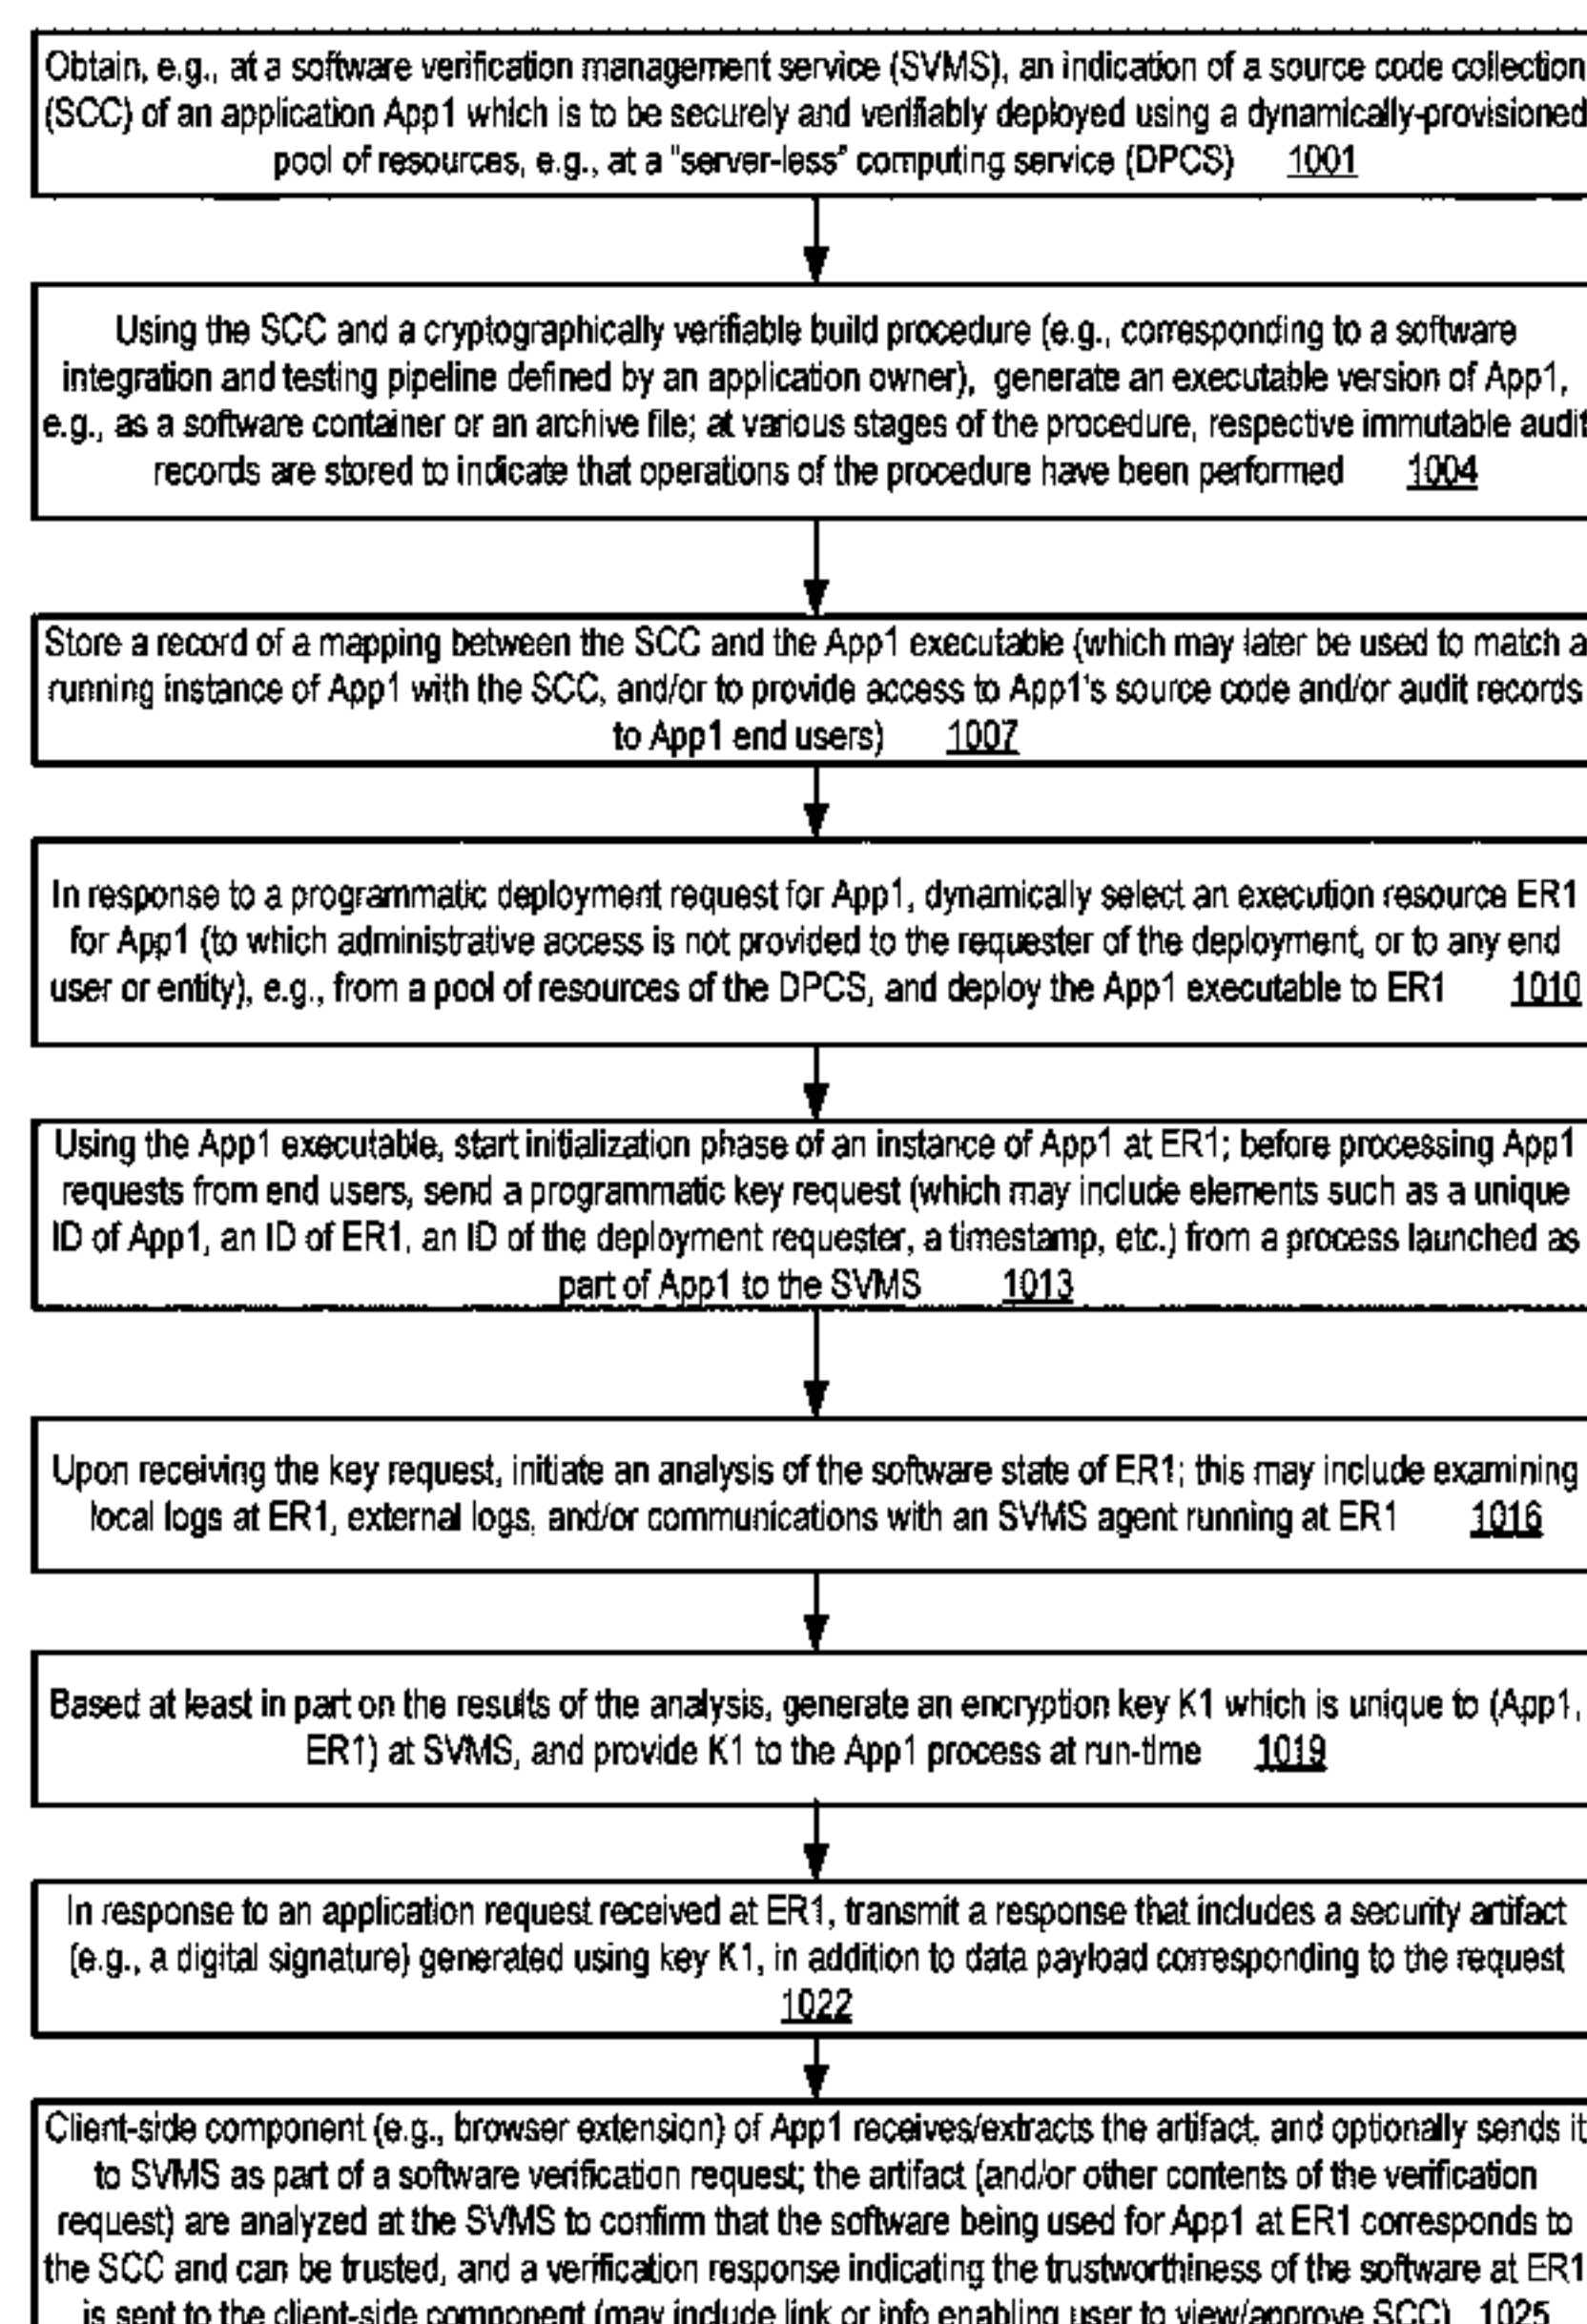 Obtain, e.g., at a software verification management service (SVMS), an indication of a source code collection
(SCC) of an application App1 which is to be securely and verifiably deployed using a dynamically-provisioned
pool of resources, e.g., at a "server-less" computing service (DPCS) 1001
Using the SCC and a cryptographically verifiable build procedure (e.g., corresponding to a software
integration and testing pipeline defined by an application owner), generate an executable version of App1,
e.g., as a software container or an archive file; at various stages of the procedure, respective immutable audit
records are stored to indicate that operations of the procedure have been performed 1004
Store a record of a mapping between the SCC and the App1 executable (which may later be used to match a
running instance of App1 with the SCC, and/or to provide access to App1's source code and/or audit records
to App1 end users) 1007
In response to a programmatic deployment request for App1, dynamically select an execution resource ER1
for App1 (to which administrative access is not provided to the requester of the deployment, or to any end
user or entity), e.g., from a pool of resources of the DPCS, and deploy the App1 executable to ER1 1010
Using the App1 executable, start initialization phase of an instance of App1 at ER1; before processing App1
requests from end users, send a programmatic key request (which may include elements such as a unique
ID of App1, an ID of ER1, an ID of the deployment requester, a timestamp, etc.) from a process launched as
part of App1 to the SVMS 1013
Upon receiving the key request, initiate an analysis of the software state of ER1; this may include examining
local logs at ER1, external logs, and/or communications with an SVMS agent running at ER1 1016
Based at least in part on the results of the analysis, generate an encryption key K1 which is unique to (App1,
ER1) at SVMS, and provide K1 to the App1 process at run-time 1019
In response to an application request received at ER1, transmit a response that includes a security artifact
(e.g., a digital signature) generated using key K1, in addition to data payload corresponding to the request
1022
Client-side component (e.g., browser extension) of App1 receives/extracts the artifact, and optionally sends it
to SVMS as part of a software verification request; the artifact (and/or other contents of the verification
request) are analyzed at the SVMS to confirm that the software being used for App1 at ER1 corresponds to
the SCC and can be trusted, and a verification response indicating the trustworthiness of the software at ER1
is sent to the client-side component (may include link or info enabling user to view/approve SCC) 1025